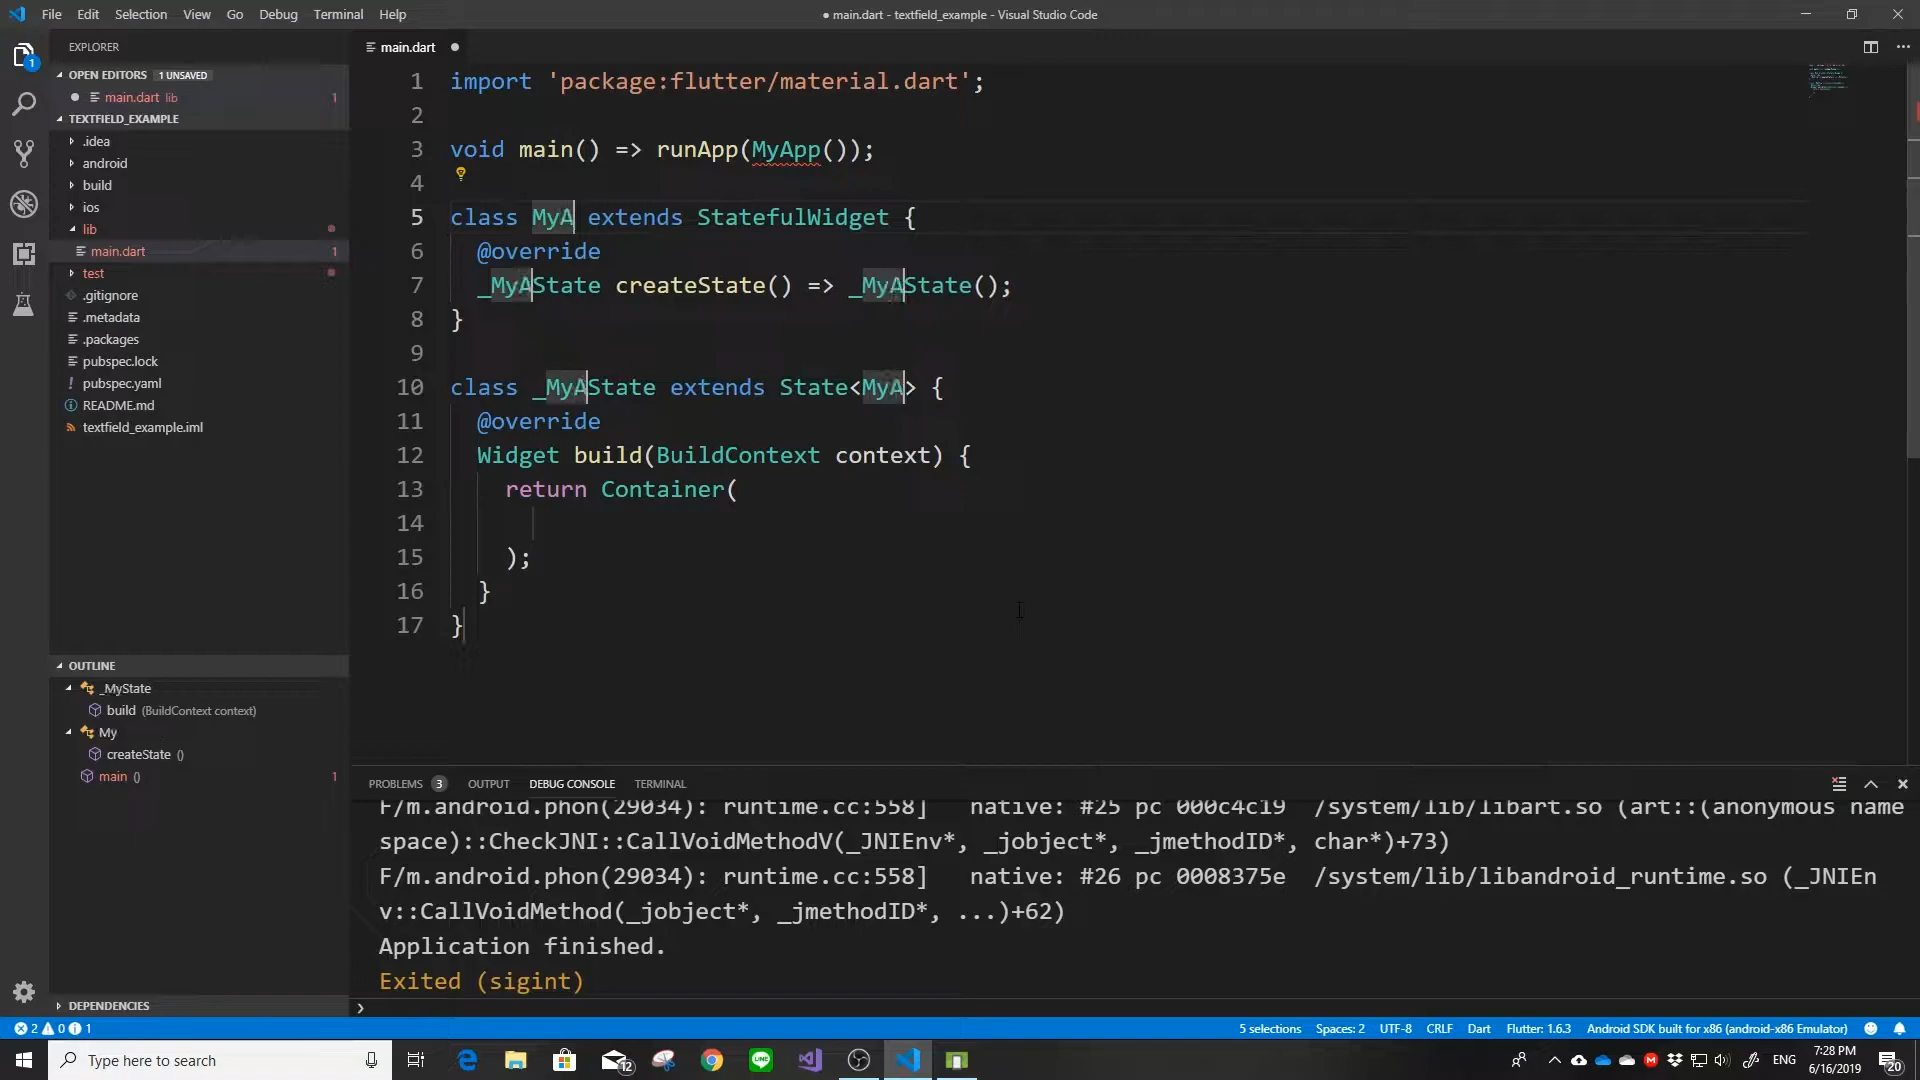 File Edit Selection View Go Debug Terminal Help
● main.dart - textfield_example - Visual Studio Code
EXPLORER
OPEN EDITORS 1 UNSAVED
main.dart lib 1
TEXTFIELD_EXAMPLE
.idea
android
build
ios
lib
main.dart 1
test
.gitignore
.metadata
.packages
pubspec.lock
! pubspec.yaml
README.md
textfield_example.iml
OUTLINE
_MyState
build (BuildContext context)
My
createState ()
main () 1
DEPENDENCIES
1
main.dart ●
1 import 'package:flutter/material.dart';
2
3 void main() => runApp(MyApp());
4
5 class MyA extends StatefulWidget {
6 @override
7 _MyAState createState() => _MyAState();
8 }
9
10 class _MyAState extends State<MyA> {
11 @override
12 Widget build(BuildContext context) {
13 return Container(
14
15 );
16 }
17 }
PROBLEMS 3 OUTPUT DEBUG CONSOLE TERMINAL
F/m.android.phon(29034): runtime.cc:558] native: #25 pc 000c4c19 /system/lib/libart.so (art::(anonymous name
space)::CheckJNI::CallVoidMethodV(_JNIEnv*, _jobject*, _jmethodID*, char*)+73)
F/m.android.phon(29034): runtime.cc:558] native: #26 pc 0008375e /system/lib/libandroid_runtime.so (_JNIEn
v::CallVoidMethod(_jobject*, _jmethodID*, ...)+62)
Application finished.
Exited (sigint)
2 0 1 5 selections Spaces: 2 UTF-8 CRLF Dart Flutter: 1.6.3 Android SDK built for x86 (android-x86 Emulator)
Type here to search 12 LINE ENG 7:28 PM
6/16/2019 20